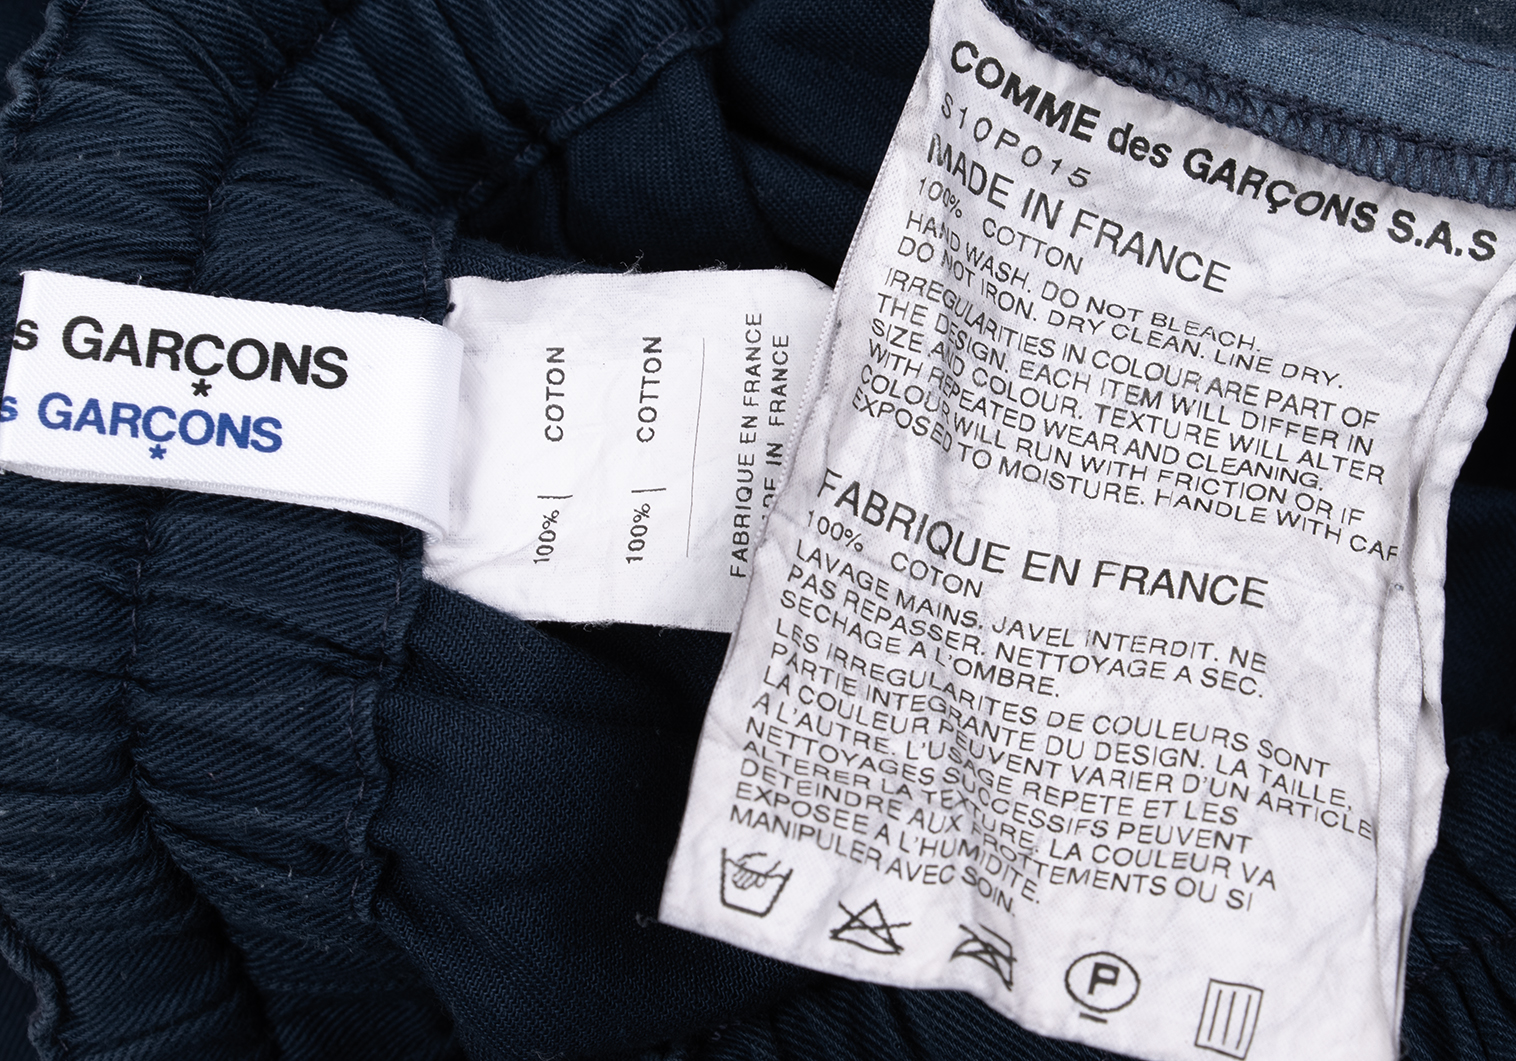 s GARÇONS
*
s GARÇONS
*
100% | COTON
100% | COTTON
FABRIQUE EN FRANCE
IN FRANCE
COMME des GARÇONS S.A.S
S10P015
MADE IN FRANCE
100% COTTON
HAND WASH. DO NOT BLEACH.
DO NOT IRON. DRY CLEAN. LINE DRY.
IRREGULARITIES IN COLOUR ARE PART OF
THE DESIGN. EACH ITEM WILL DIFFER IN
SIZE AND COLOUR. TEXTURE WILL ALTER
WITH REPEATED WEAR AND CLEANING.
COLOUR WILL RUN WITH FRICTION OR IF
EXPOSED TO MOISTURE. HANDLE WITH CAR
FABRIQUE EN FRANCE
100% COTON
LAVAGE MAINS. JAVEL INTERDIT. NE
PAS REPASSER. NETTOYAGE A SEC.
SECHAGE A L'OMBRE.
LES IRREGULARITES DE COULEURS SONT
PARTIE INTEGRANTE DU DESIGN. LA TAILLE,
LA COULEUR PEUVENT VARIER D'UN ARTICLE
A L'AUTRE. L'USAGE REPETE ET LES
NETTOYAGES SUCCESSIFS PEUVENT
ALTERER LA TEXTURE. LA COULEUR VA
DETEINDRE AUX FROTTEMENTS OU SI
EXPOSEE A L'HUMIDITE.
MANIPULER AVEC SOIN.
P